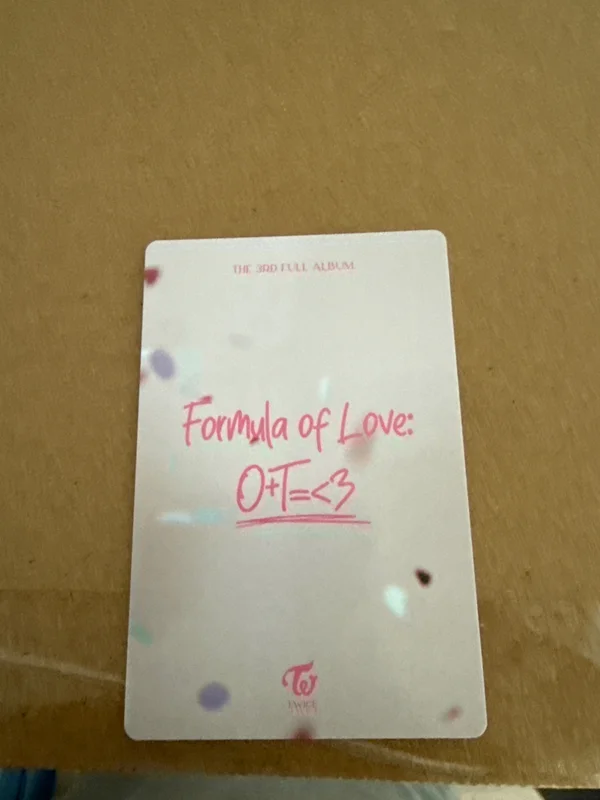 THE 3RD FULL ALBUM
Formula of Love:
O+T=<3
TWICE